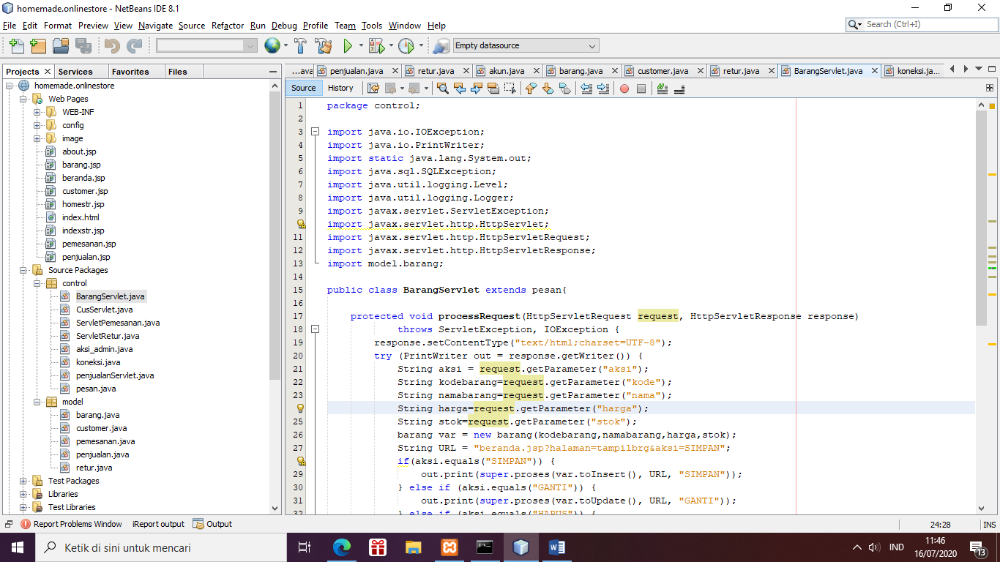 homemade.onlinestore - NetBeans IDE 8.1
File Edit Format Preview View Navigate Source Refactor Run Debug Profile Team Tools Window Help
Search (Ctrl+I)
Empty datasource
Projects Services Favorites Files
...ava penjualan.java retur.java akun.java barang.java customer.java retur.java BarangServlet.java koneksi.ja...
Source History
homemade.onlinestore
Web Pages
WEB-INF
config
image
about.jsp
barang.jsp
beranda.jsp
customer.jsp
homestr.jsp
index.html
indexstr.jsp
pemesanan.jsp
penjualan.jsp
Source Packages
control
BarangServlet.java
CusServlet.java
ServletPemesanan.java
ServletRetur.java
aksi_admin.java
koneksi.java
penjualanServlet.java
pesan.java
model
barang.java
customer.java
pemesanan.java
penjualan.java
retur.java
Test Packages
Libraries
Test Libraries
1 package control;
2
3 import java.io.IOException;
4 import java.io.PrintWriter;
5 import static java.lang.System.out;
6 import java.sql.SQLException;
7 import java.util.logging.Level;
8 import java.util.logging.Logger;
9 import javax.servlet.ServletException;
import javax.servlet.http.HttpServlet;
11 import javax.servlet.http.HttpServletRequest;
12 import javax.servlet.http.HttpServletResponse;
13 import model.barang;
14
15 public class BarangServlet extends pesan{
16
17 protected void processRequest(HttpServletRequest request, HttpServletResponse response)
18 throws ServletException, IOException {
19 response.setContentType("text/html;charset=UTF-8");
20 try (PrintWriter out = response.getWriter()) {
21 String aksi = request.getParameter("aksi");
22 String kodebarang=request.getParameter("kode");
23 String namabarang=request.getParameter("nama");
String harga=request.getParameter("harga");
25 String stok=request.getParameter("stok");
26 barang var = new barang(kodebarang,namabarang,harga,stok);
27 String URL = "beranda.jsp?halaman=tampilbrg&aksi=SIMPAN";
if(aksi.equals("SIMPAN")) {
29 out.print(super.proses(var.toInsert(), URL, "SIMPAN"));
30 } else if (aksi.equals("GANTI")) {
31 out.print(super.proses(var.toUpdate(), URL, "GANTI"));
32 } else if (aksi.equals("HAPUS")) {
Report Problems Window iReport output Output
24:28 INS
Ketik di sini untuk mencari
IND
11:46
16/07/2020
13